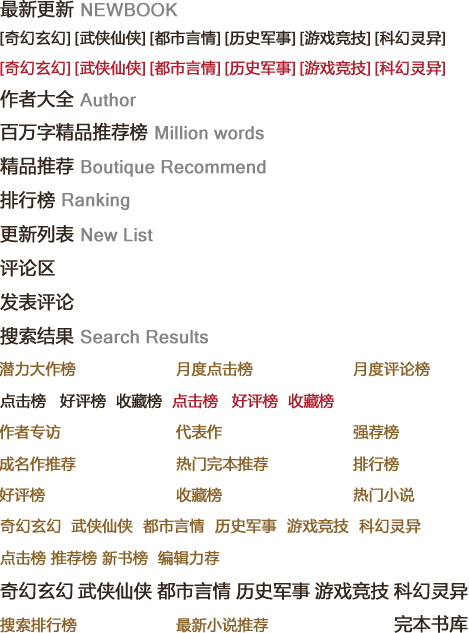 最新更新 NEWBOOK
[奇幻玄幻] [武侠仙侠] [都市言情] [历史军事] [游戏竞技] [科幻灵异]
[奇幻玄幻] [武侠仙侠] [都市言情] [历史军事] [游戏竞技] [科幻灵异]
作者大全 Author
百万字精品推荐榜 Million words
精品推荐 Boutique Recommend
排行榜 Ranking
更新列表 New List
评论区
发表评论
搜索结果 Search Results
潜力大作榜 月度点击榜 月度评论榜
点击榜 好评榜 收藏榜 点击榜 好评榜 收藏榜
作者专访 代表作 强荐榜
成名作推荐 热门完本推荐 排行榜
好评榜 收藏榜 热门小说
奇幻玄幻 武侠仙侠 都市言情 历史军事 游戏竞技 科幻灵异
点击榜 推荐榜 新书榜 编辑力荐
奇幻玄幻 武侠仙侠 都市言情 历史军事 游戏竞技 科幻灵异
搜索排行榜 最新小说推荐 完本书库